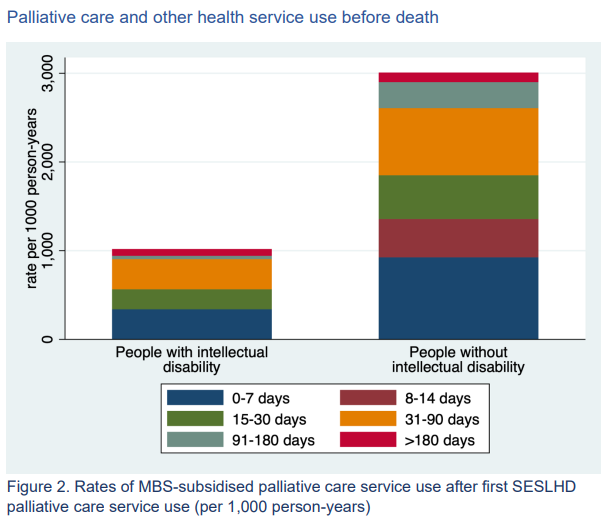 Palliative care and other health service use before death
rate per 1000 person-years
3,000
2,000
1,000
0
People with intellectual
disability
People without
intellectual disability
0-7 days
8-14 days
15-30 days
31-90 days
91-180 days
>180 days
Figure 2. Rates of MBS-subsidised palliative care service use after first SESLHD
palliative care service use (per 1,000 person-years)